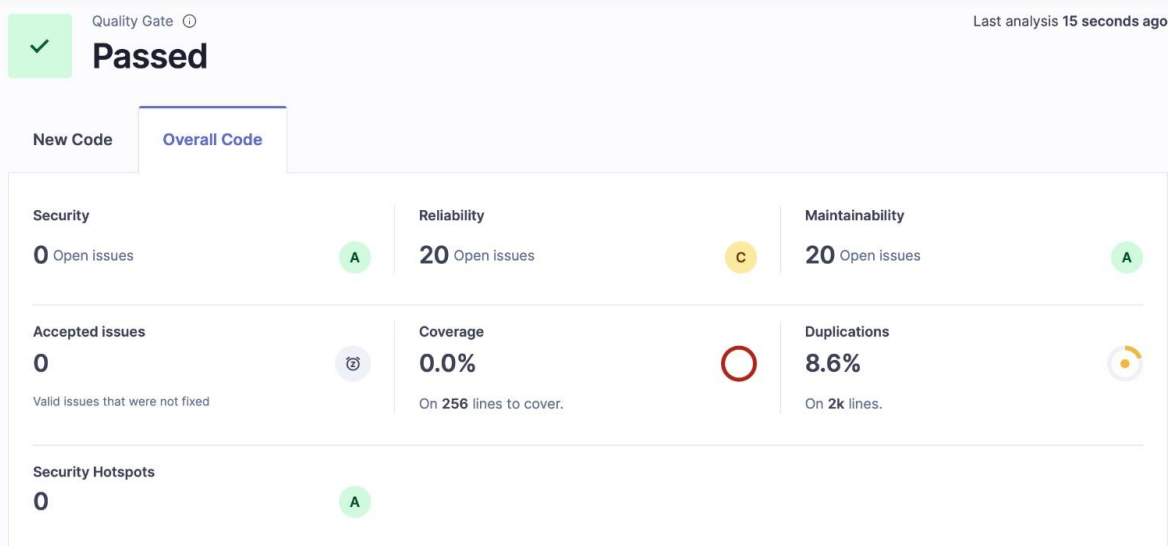 Quality Gate
Last analysis 15 seconds ago
Passed
New Code
Overall Code
Security
0 Open issues
A
Reliability
20 Open issues
C
Maintainability
20 Open issues
A
Accepted issues
0
Valid issues that were not fixed
Coverage
0.0%
On 256 lines to cover.
Duplications
8.6%
On 2k lines.
Security Hotspots
0
A